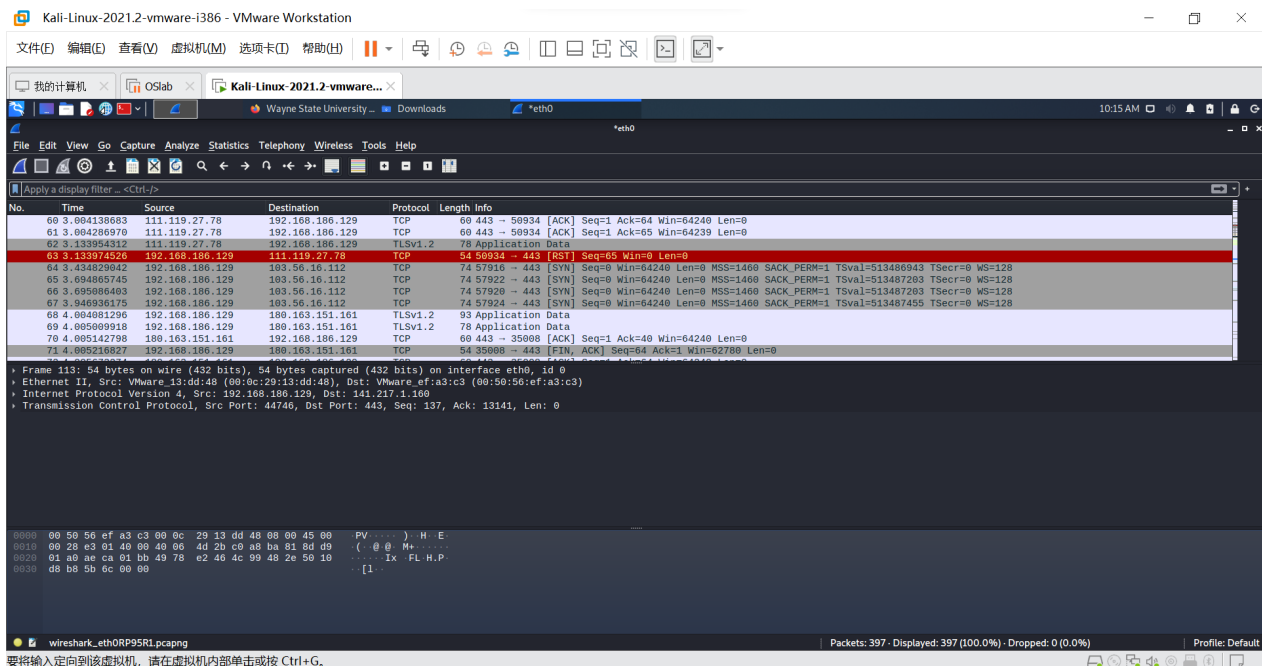 Kali-Linux-2021.2-vmware-i386 - VMware Workstation
文件(F) 编辑(E) 查看(V) 虚拟机(M) 选项卡(T) 帮助(H)
我的计算机 OSlab Kali-Linux-2021.2-vmware...
Wayne State University ... Downloads *eth0 10:15 AM
*eth0
File Edit View Go Capture Analyze Statistics Telephony Wireless Tools Help
Apply a display filter ... <Ctrl-/>
No. Time Source Destination Protocol Length Info
60 3.004138683 111.119.27.78 192.168.186.129 TCP 60 443 → 50934 [ACK] Seq=1 Ack=64 Win=64240 Len=0
61 3.004286970 111.119.27.78 192.168.186.129 TCP 60 443 → 50934 [ACK] Seq=1 Ack=65 Win=64239 Len=0
62 3.133954312 111.119.27.78 192.168.186.129 TLSv1.2 78 Application Data
63 3.133974526 192.168.186.129 111.119.27.78 TCP 54 50934 → 443 [RST] Seq=65 Win=0 Len=0
64 3.434829042 192.168.186.129 103.56.16.112 TCP 74 57916 → 443 [SYN] Seq=0 Win=64240 Len=0 MSS=1460 SACK_PERM=1 TSval=513486943 TSecr=0 WS=128
65 3.694865745 192.168.186.129 103.56.16.112 TCP 74 57922 → 443 [SYN] Seq=0 Win=64240 Len=0 MSS=1460 SACK_PERM=1 TSval=513487203 TSecr=0 WS=128
66 3.695086403 192.168.186.129 103.56.16.112 TCP 74 57920 → 443 [SYN] Seq=0 Win=64240 Len=0 MSS=1460 SACK_PERM=1 TSval=513487203 TSecr=0 WS=128
67 3.946936175 192.168.186.129 103.56.16.112 TCP 74 57924 → 443 [SYN] Seq=0 Win=64240 Len=0 MSS=1460 SACK_PERM=1 TSval=513487455 TSecr=0 WS=128
68 4.004081296 192.168.186.129 180.163.151.161 TLSv1.2 93 Application Data
69 4.005009918 192.168.186.129 180.163.151.161 TLSv1.2 78 Application Data
70 4.005142798 180.163.151.161 192.168.186.129 TCP 60 443 → 35008 [ACK] Seq=1 Ack=40 Win=64240 Len=0
71 4.005216827 192.168.186.129 180.163.151.161 TCP 54 35008 → 443 [FIN, ACK] Seq=64 Ack=1 Win=62780 Len=0
Frame 113: 54 bytes on wire (432 bits), 54 bytes captured (432 bits) on interface eth0, id 0
Ethernet II, Src: VMware_13:dd:48 (00:0c:29:13:dd:48), Dst: VMware_ef:a3:c3 (00:50:56:ef:a3:c3)
Internet Protocol Version 4, Src: 192.168.186.129, Dst: 141.217.1.160
Transmission Control Protocol, Src Port: 44746, Dst Port: 443, Seq: 137, Ack: 13141, Len: 0
0000 00 50 56 ef a3 c3 00 0c 29 13 dd 48 08 00 45 00 ·PV····· )··H··E·
0010 00 28 e3 01 40 00 40 06 4d 2b c0 a8 ba 81 8d d9 ·(··@·@· M+······
0020 01 a0 ae ca 01 bb 49 78 e2 46 4c 99 48 2e 50 10 ······Ix ·FL·H.P·
0030 d8 b8 5b 6c 00 00 ··[l··
wireshark_eth0RP95R1.pcapng Packets: 397 · Displayed: 397 (100.0%) · Dropped: 0 (0.0%) Profile: Default
要将输入定向到该虚拟机，请在虚拟机内部单击或按 Ctrl+G。